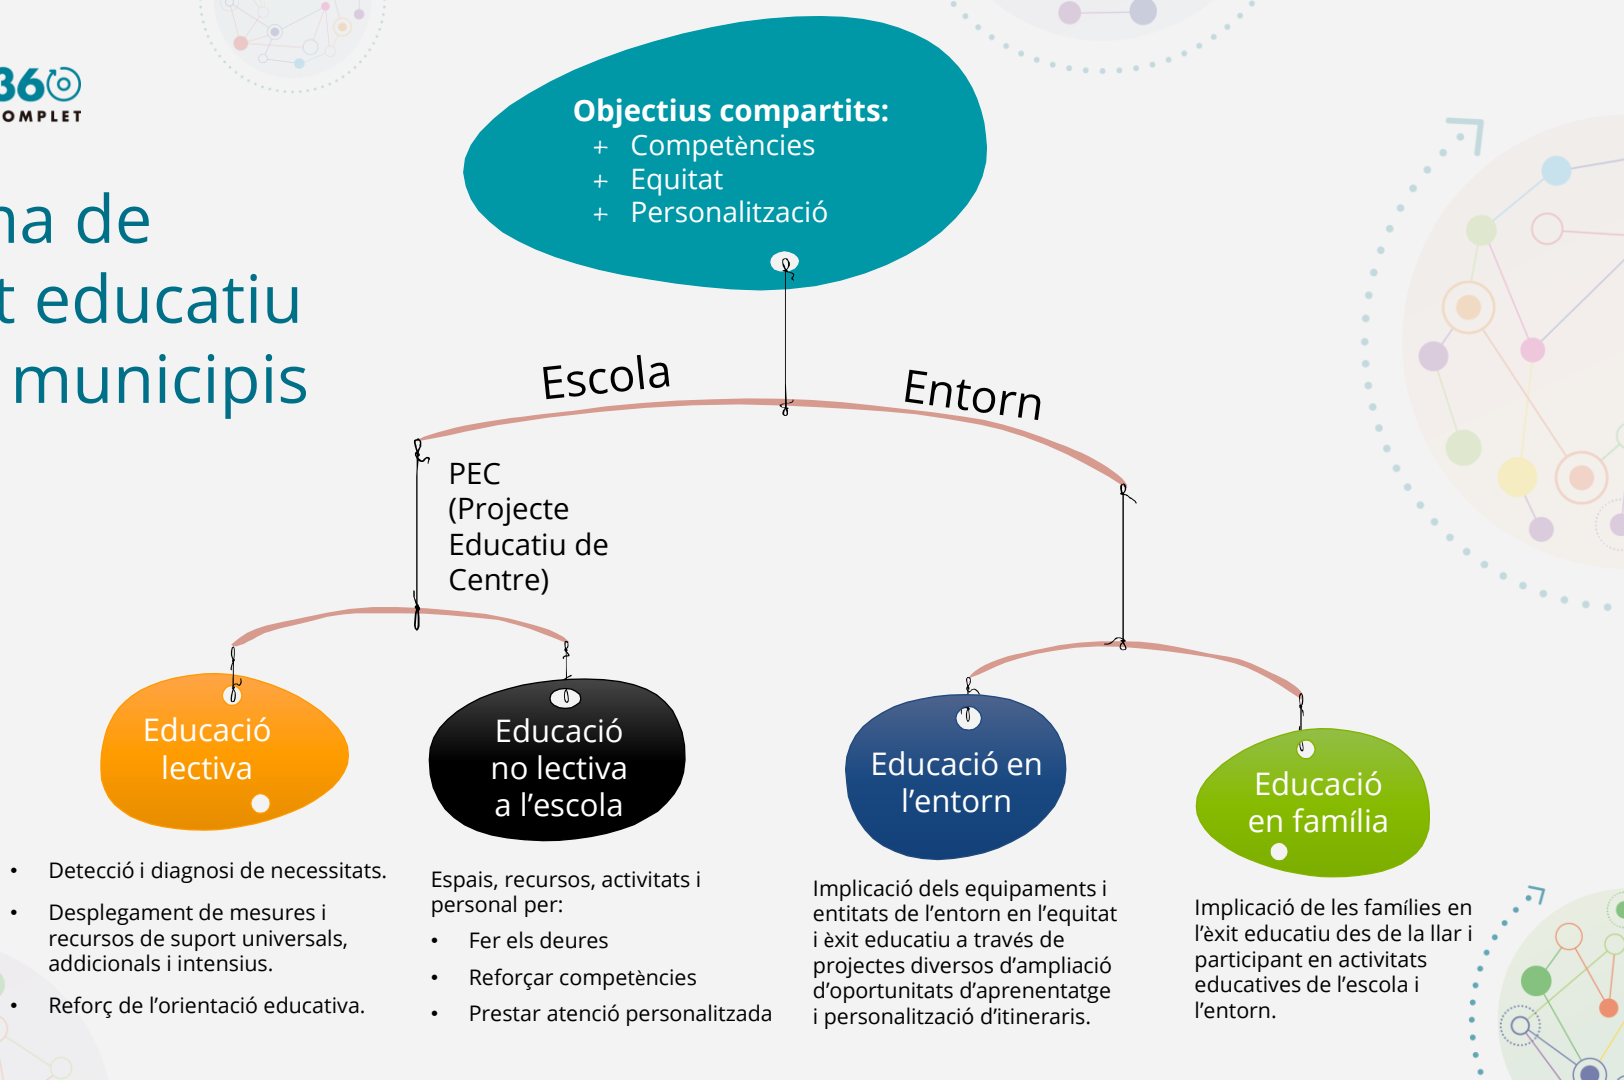 360
COMPLET
de
educatiu
municipis
Objectius compartits:
+ Competències
+ Equitat
+ Personalització
Escola
Entorn
PEC
(Projecte
Educatiu de
Centre)
Educació
lectiva
Educació
no lectiva
a l’escola
Educació en
l’entorn
Educació
en família
• Detecció i diagnosi de necessitats.
• Desplegament de mesures i
recursos de suport universals,
addicionals i intensius.
• Reforç de l’orientació educativa.
Espais, recursos, activitats i
personal per:
• Fer els deures
• Reforçar competències
• Prestar atenció personalitzada
Implicació dels equipaments i
entitats de l’entorn en l’equitat
i èxit educatiu a través de
projectes diversos d’ampliació
d’oportunitats d’aprenentatge
i personalització d’itineraris.
Implicació de les famílies en
l’èxit educatiu des de la llar i
participant en activitats
educatives de l’escola i
l’entorn.